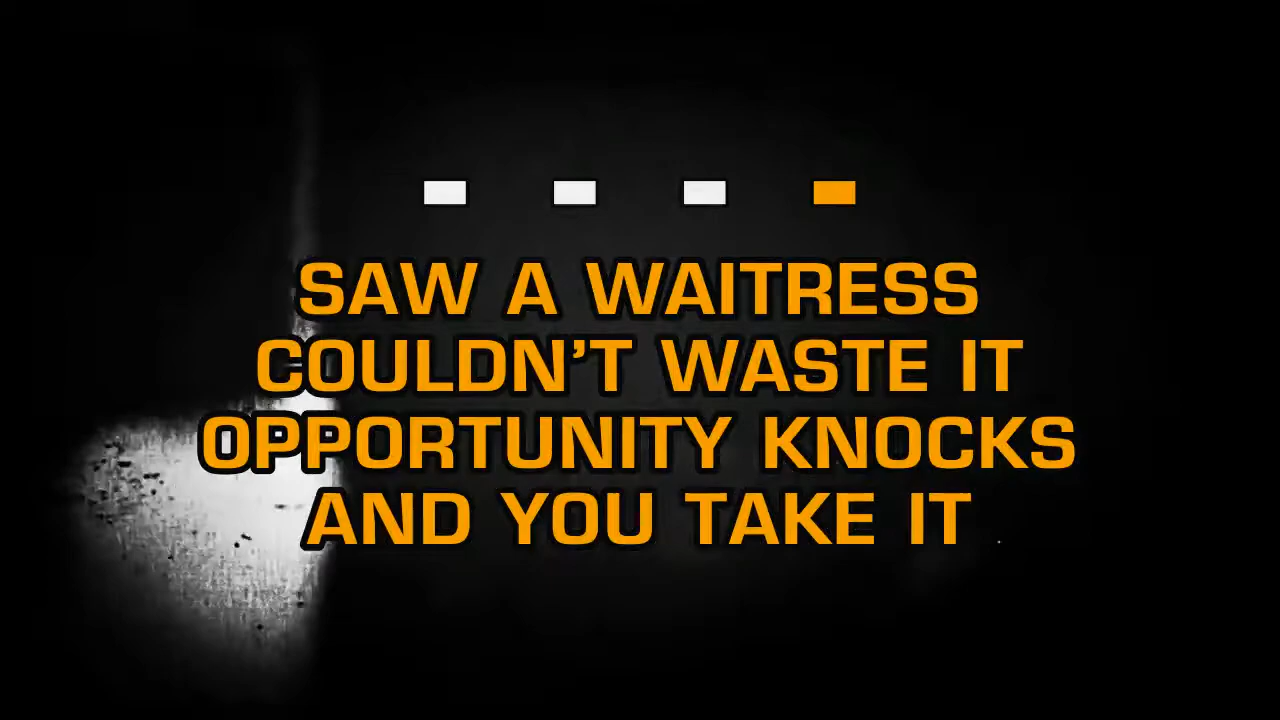 SAW A WAITRESS
COULDN’T WASTE IT
OPPORTUNITY KNOCKS
AND YOU TAKE IT